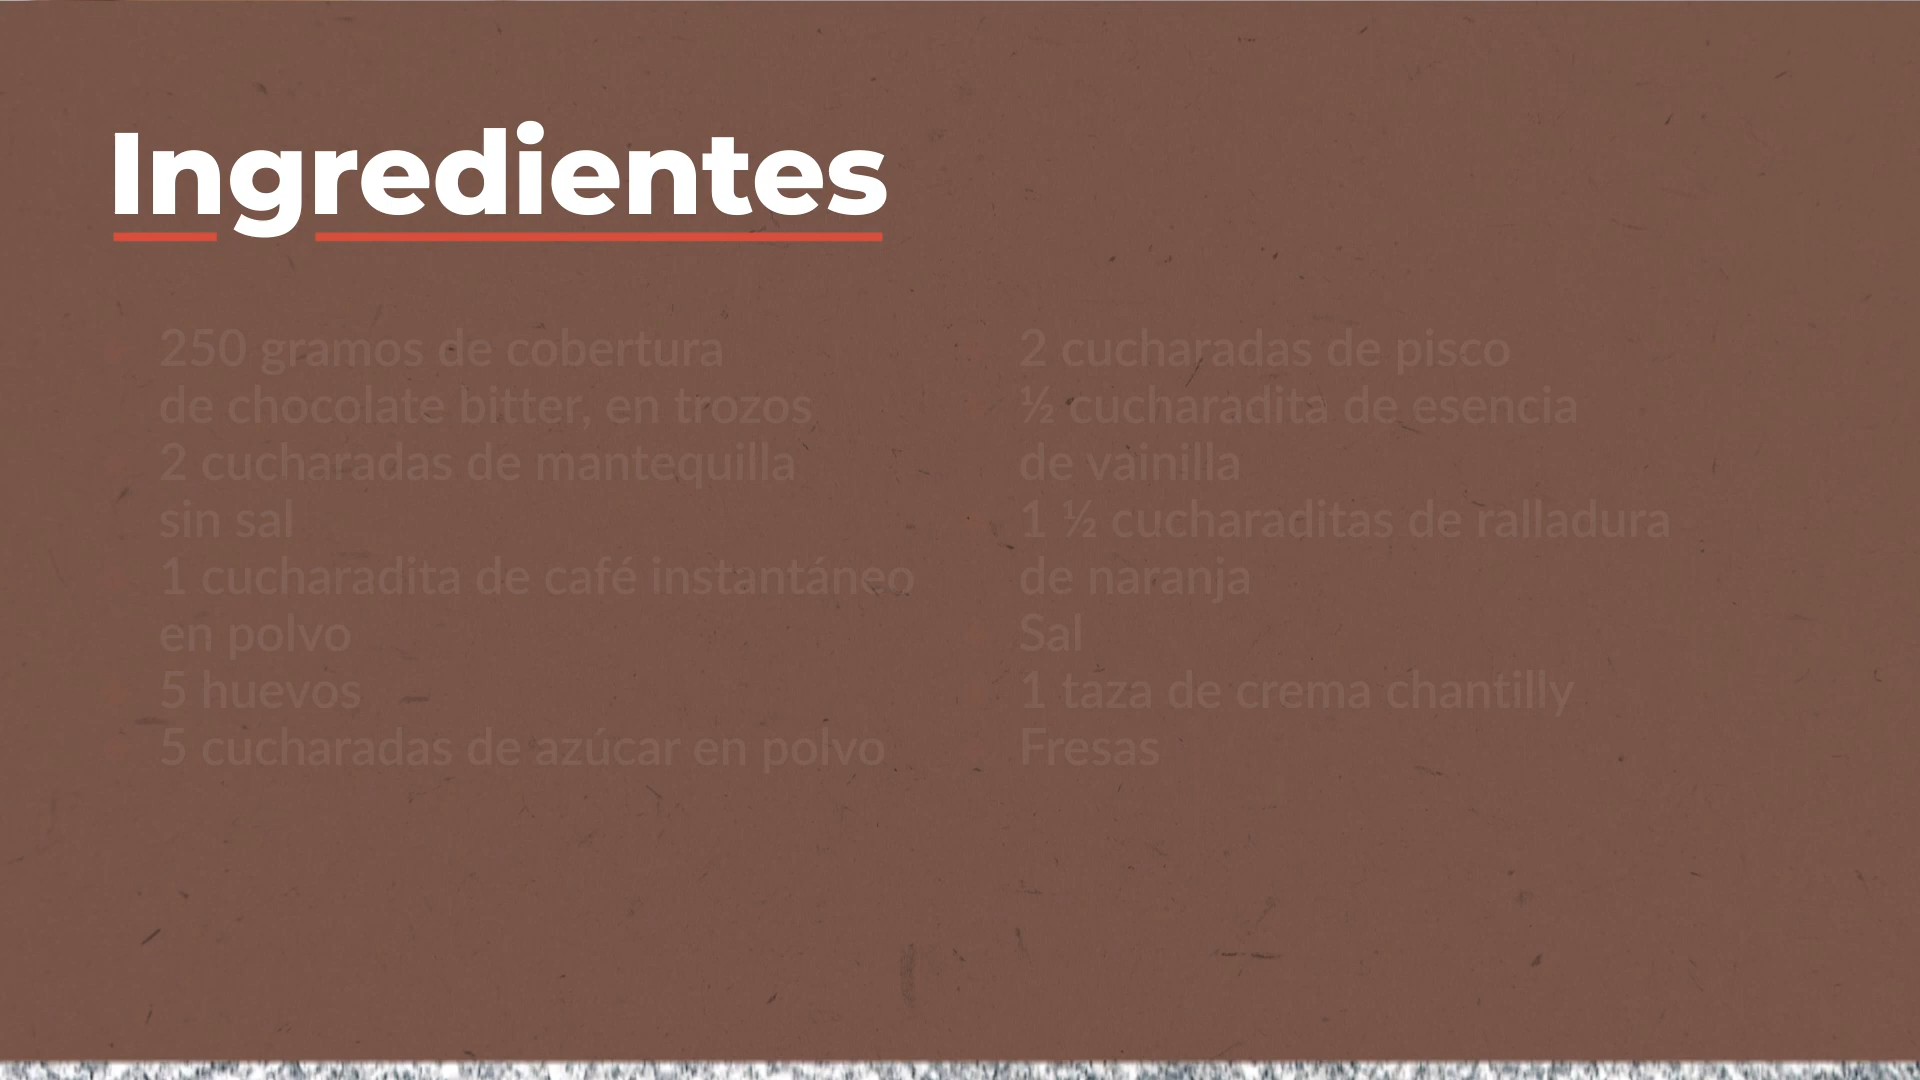 Ingredientes
250 gramos de cobertura
de chocolate bitter, en trozos
2 cucharadas de mantequilla
sin sal
1 cucharadita de café instantáneo
en polvo
5 huevos
5 cucharadas de azúcar en polvo
2 cucharadas de pisco
½ cucharadita de esencia
de vainilla
1 ½ cucharaditas de ralladura
de naranja
Sal
1 taza de crema chantilly
Fresas